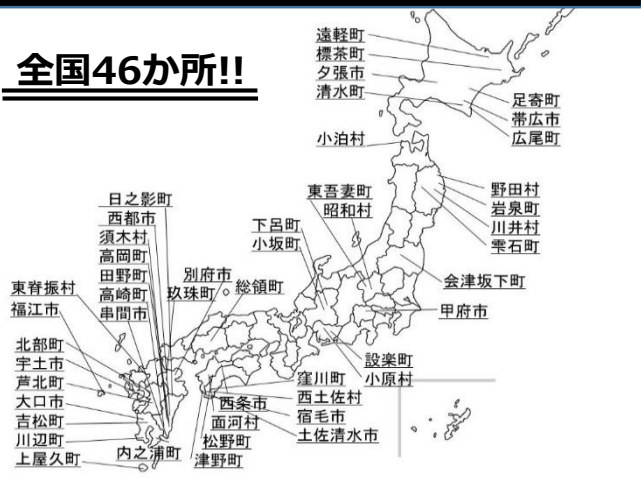 全国46か所!!
遠軽町
標茶町
夕張市
清水町
足寄町
帯広市
広尾町
小泊村
野田村
岩泉町
川井村
雫石町
東吾妻町
昭和村
下呂町
小坂町
会津坂下町
甲府市
設楽町
小原村
日之影町
西都市
須木村
高岡町
田野町
高崎町
串間市
別府市
玖珠町
総領町
東脊振村
福江市
北部町
宇土市
芦北町
大口市
吉松町
川辺町
上屋久町
内之浦町
窪川町
西土佐村
宿毛市
土佐清水市
西条市
面河村
松野町
津野町